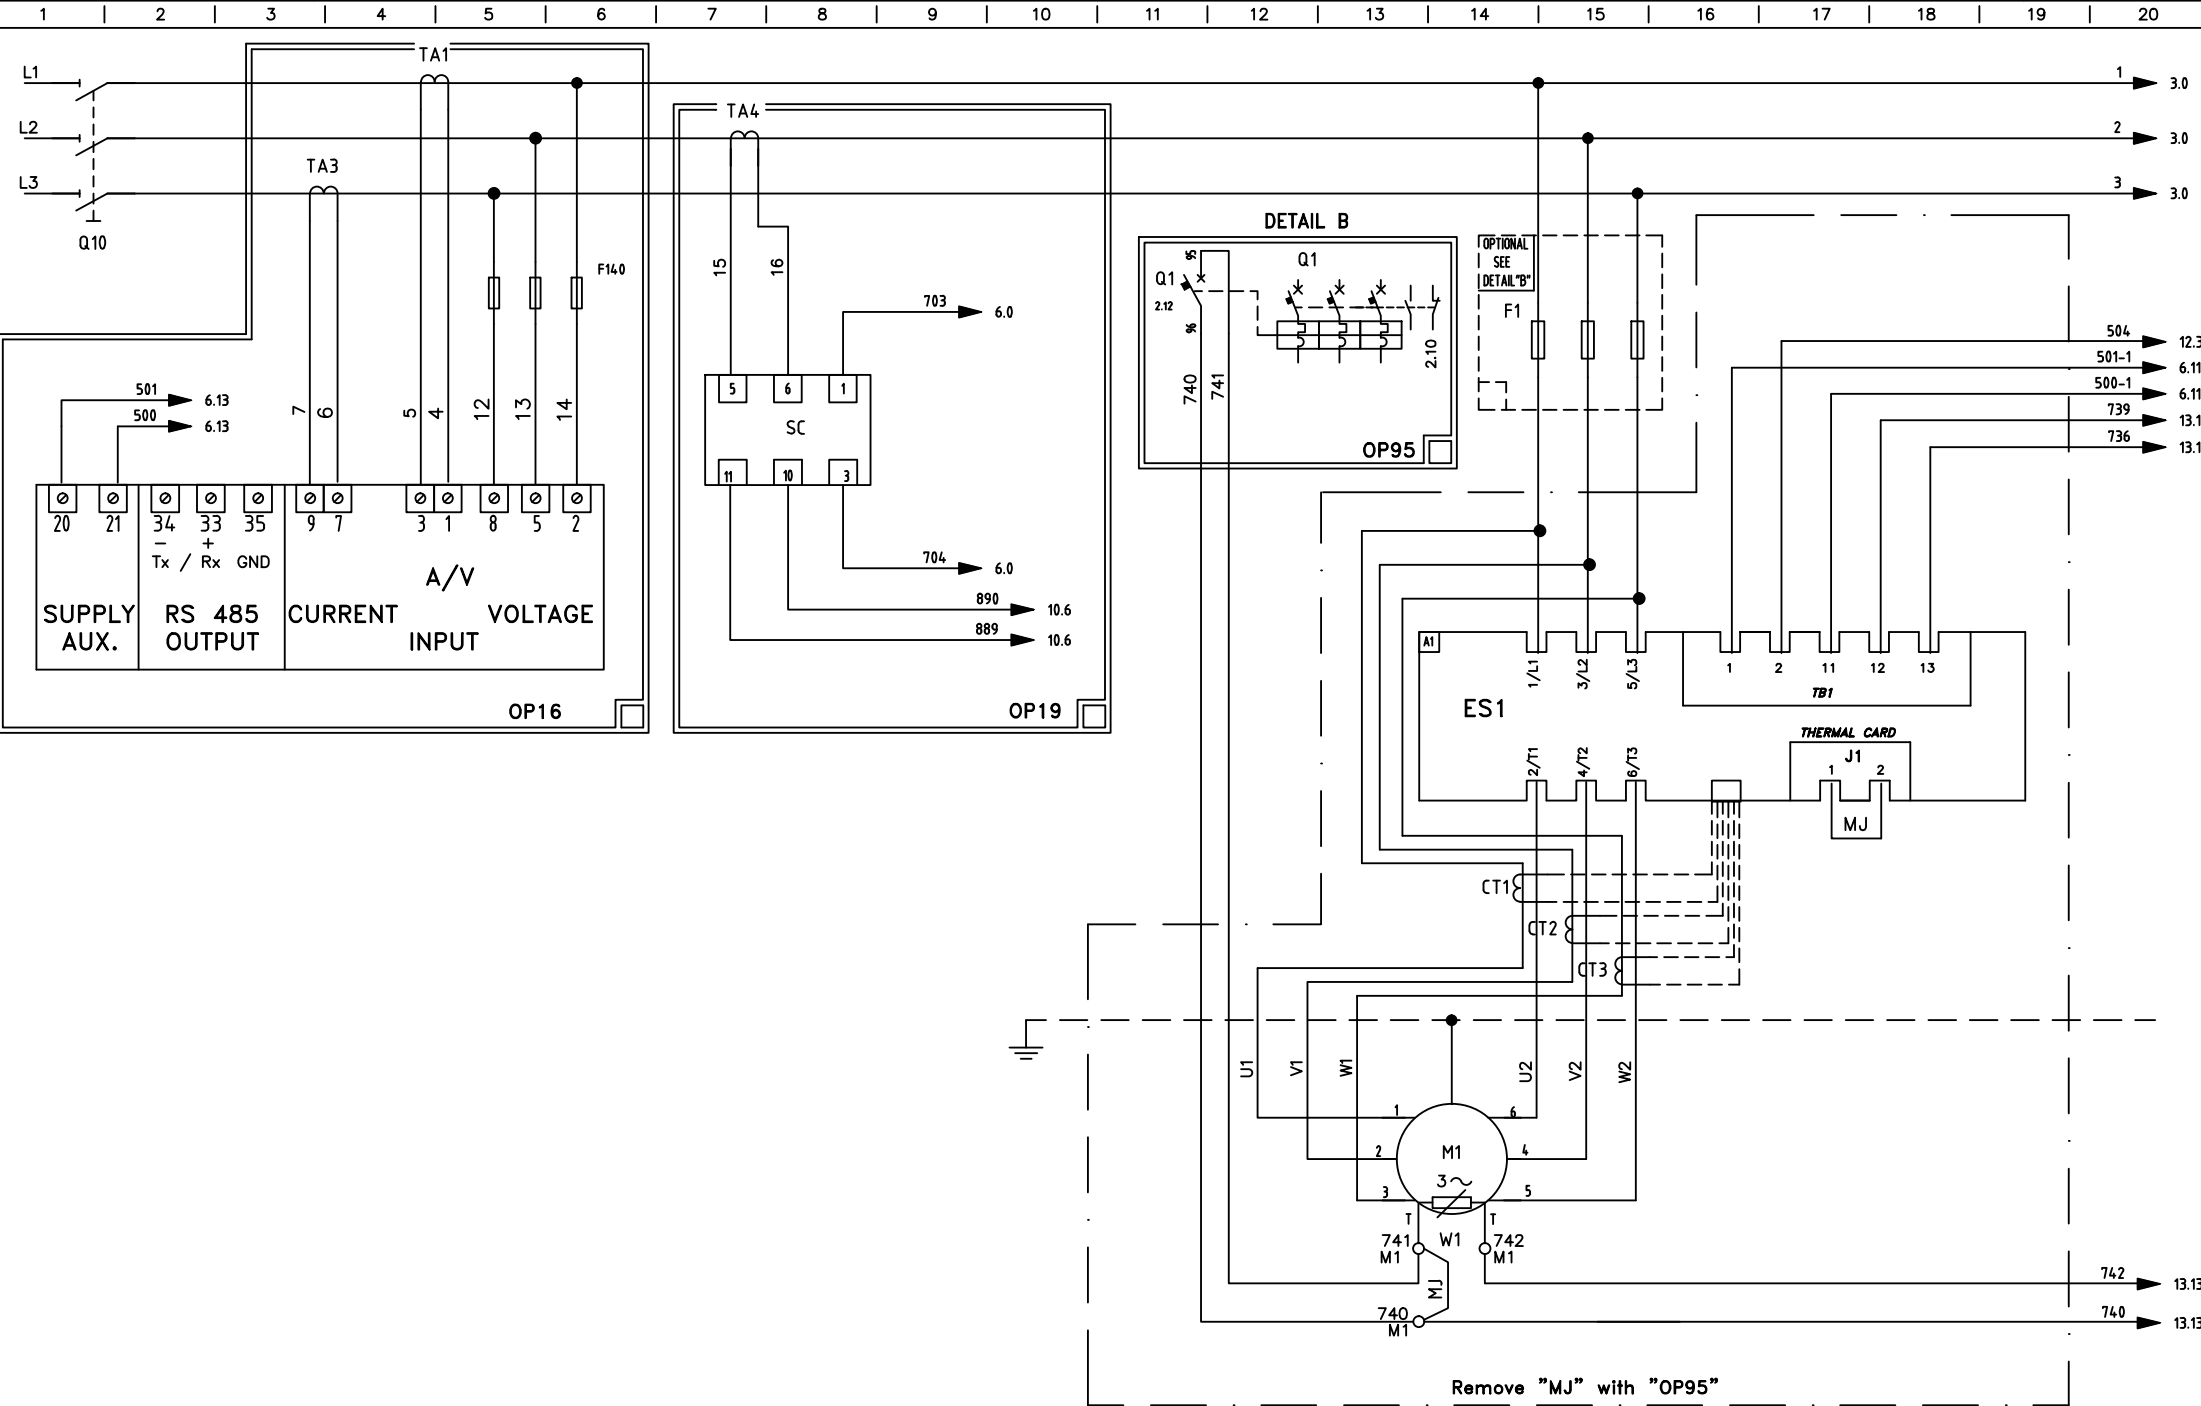 1 2 3 4 5 6 7 8 9 10 11 12 13 14 15 16 17 18 19 20
L1
L2
L3
Q10
TA1
TA3
F140
501 6.13
500 6.13
7 6 5 4 12 13 14
20 21 34 33 35 9 7 3 1 8 5 2
− +
Tx / Rx GND
A/V
SUPPLY RS 485 CURRENT VOLTAGE
AUX. OUTPUT INPUT
OP16
TA4
15 16
703 6.0
5 6 1
SC
11 10 3
704 6.0
890 10.6
889 10.6
OP19
DETAIL B
95
Q1 Q1
2.12
96
2.10
740 741
OP95
OPTIONAL
SEE
DETAIL"B"
F1
1 3.0
2 3.0
3 3.0
504 12.3
501-1 6.11
500-1 6.11
739 13.1
736 13.1
A1
1/L1 3/L2 5/L3
1 2 11 12 13
TB1
ES1
THERMAL CARD
J1
2/T1 4/T2 6/T3
1 2
MJ
CT1
CT2
CT3
U1 V1 W1 U2 V2 W2
1 6
2 M1 4
3~
3 5
T T
741 W1 742
M1 M1
MJ
742 13.13
740
M1
740 13.13
Remove "MJ" with "OP95"